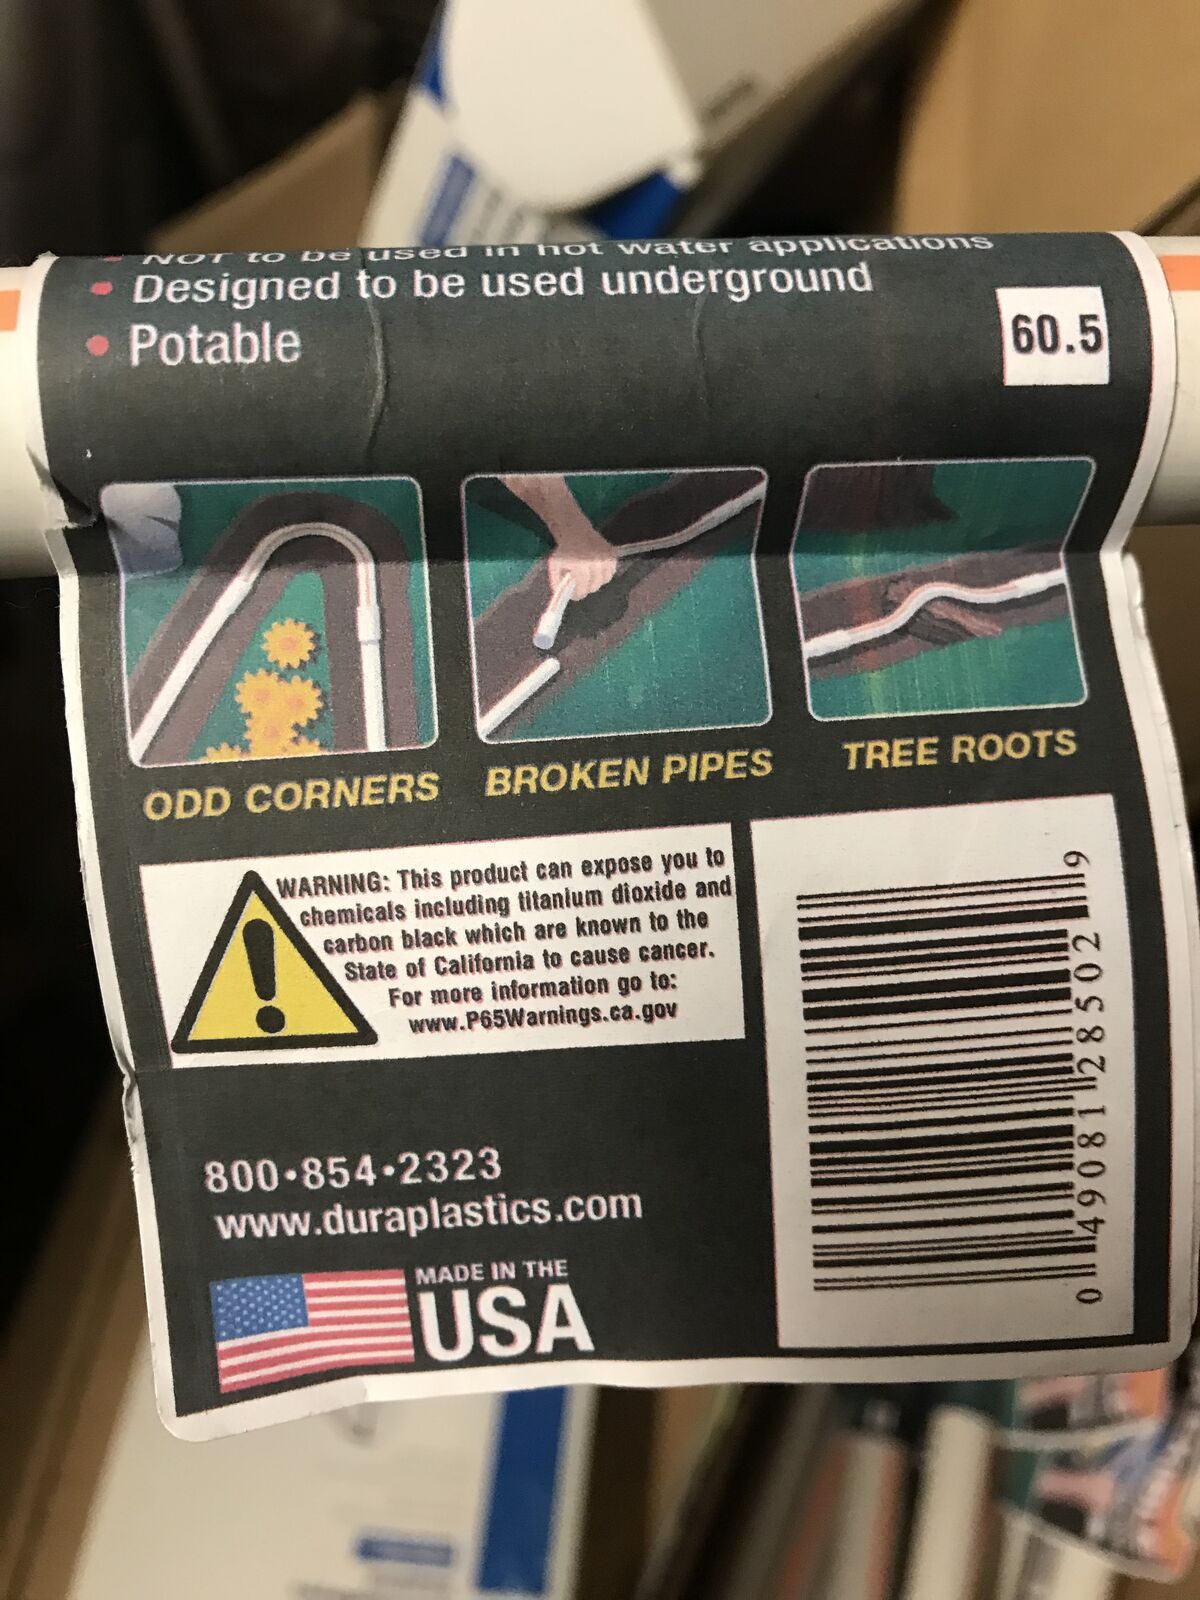 • NOT to be used in hot water applications
• Designed to be used underground
• Potable
60.5
ODD CORNERS
BROKEN PIPES
TREE ROOTS
WARNING: This product can expose you to
chemicals including titanium dioxide and
carbon black which are known to the
State of California to cause cancer.
For more information go to:
www.P65Warnings.ca.gov
0 49081 28502 9
800•854•2323
www.duraplastics.com
MADE IN THE
USA